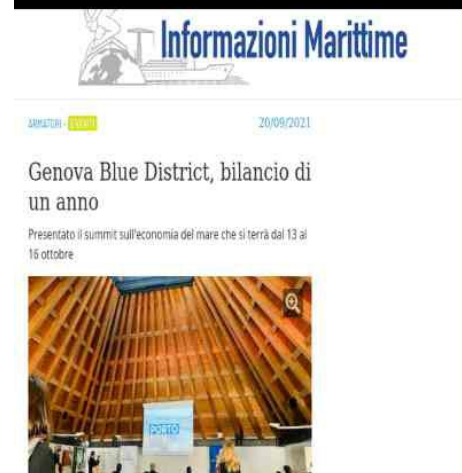 Informazioni Marittime
ARMATORI - EVENTI 20/09/2021
Genova Blue District, bilancio di
un anno
Presentato il summit sull'economia del mare che si terrà dal 13 al
16 ottobre
PORTO